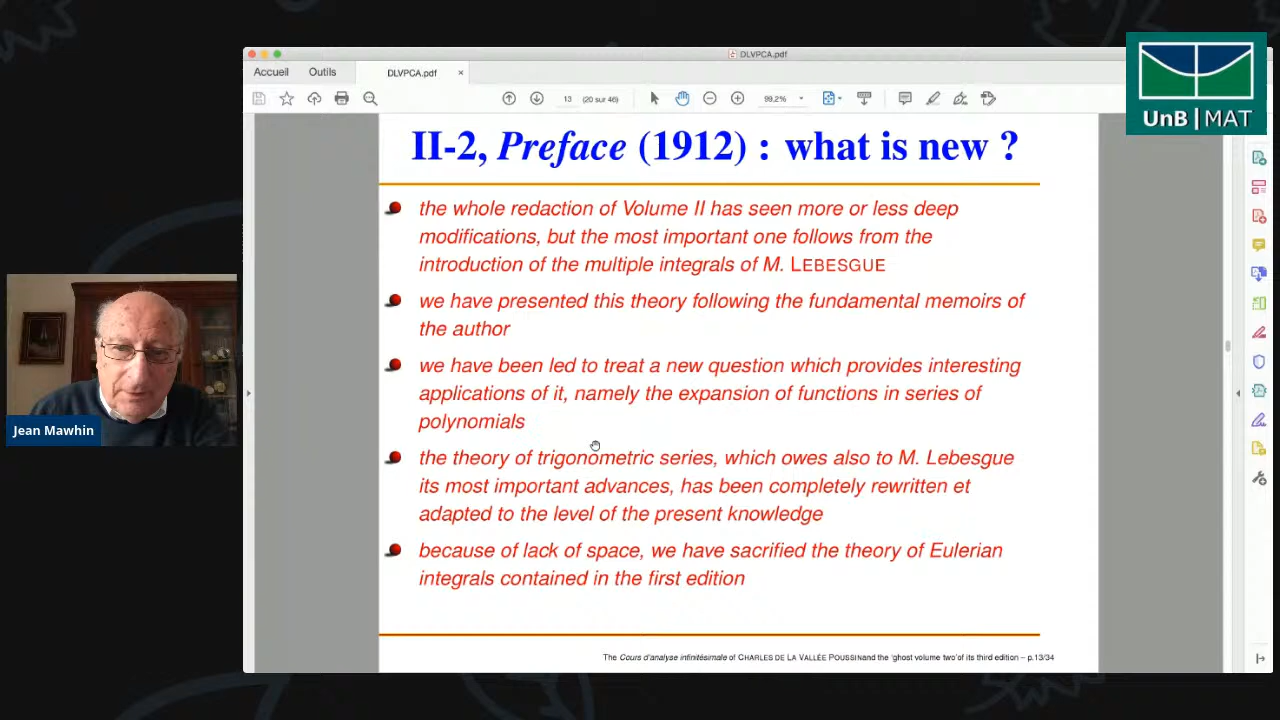 DLVPCA.pdf
Accueil Outils DLVPCA.pdf ×
13 (20 sur 46) 99,2%
UnB | MAT
II-2, Preface (1912) : what is new ?
the whole redaction of Volume II has seen more or less deep
modifications, but the most important one follows from the
introduction of the multiple integrals of M. LEBESGUE
we have presented this theory following the fundamental memoirs of
the author
we have been led to treat a new question which provides interesting
applications of it, namely the expansion of functions in series of
polynomials
the theory of trigonometric series, which owes also to M. Lebesgue
its most important advances, has been completely rewritten et
adapted to the level of the present knowledge
because of lack of space, we have sacrified the theory of Eulerian
integrals contained in the first edition
The Cours d'analyse infinitésimale of CHARLES DE LA VALLÉE POUSSINand the 'ghost volume two'of its third edition – p.13/34
Jean Mawhin